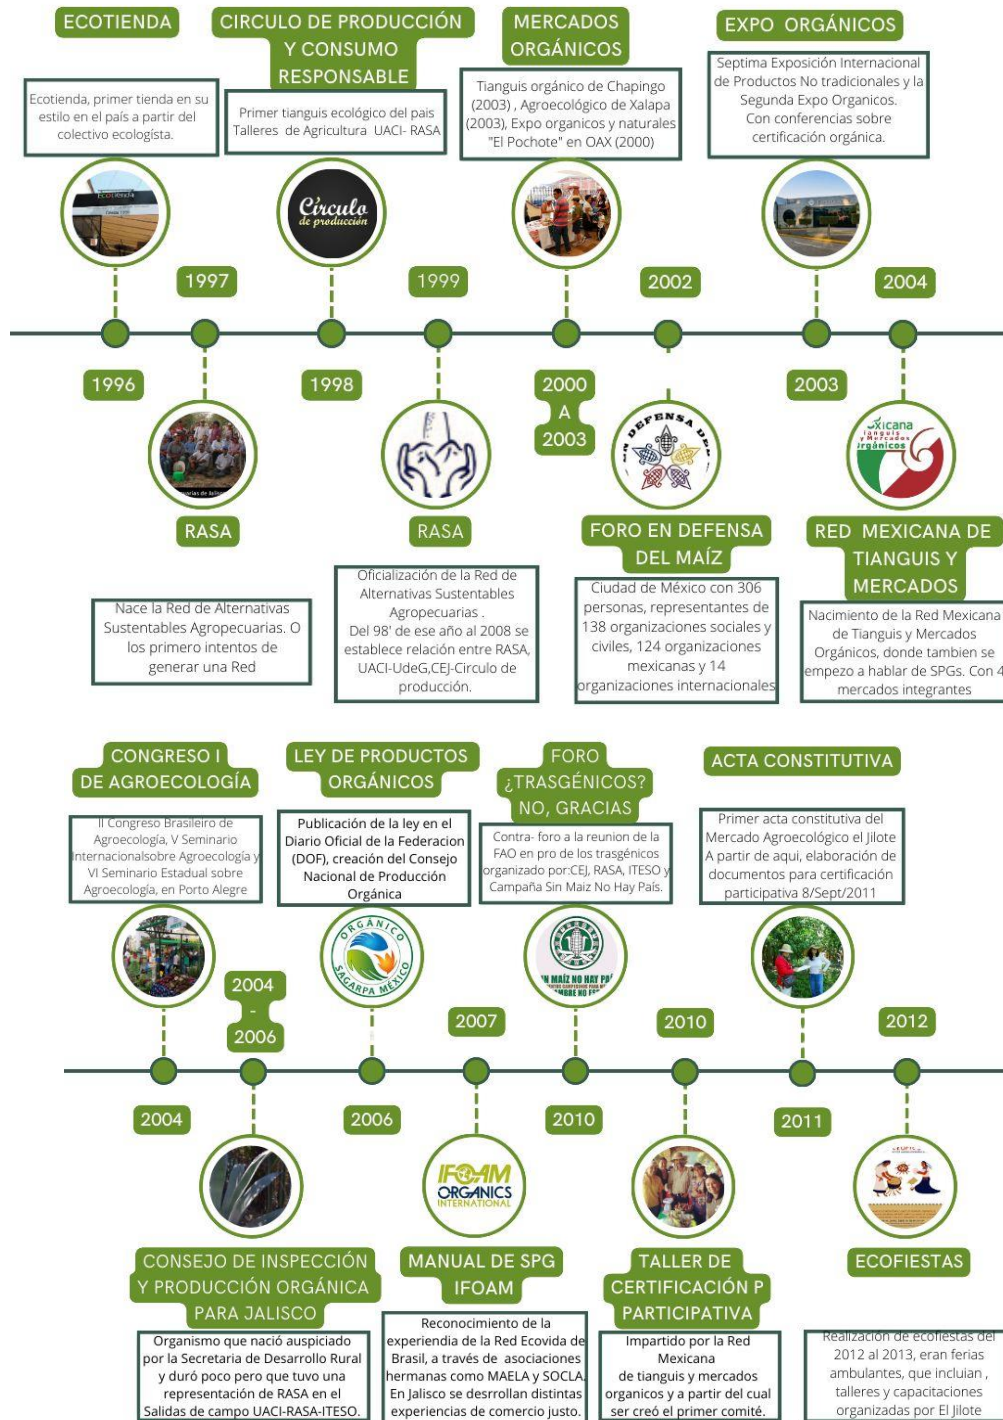 ECOTIENDA
Ecotienda, primer tienda en su
estilo en el país a partir del
colectivo ecologísta.
CIRCULO DE PRODUCCIÓN
Y CONSUMO
RESPONSABLE
Primer tianguis ecológico del pais
Talleres de Agricultura UACI- RASA
Círculo
de producción
MERCADOS
ORGÁNICOS
Tianguis orgánico de Chapingo
(2003) , Agroecológico de Xalapa
(2003), Expo organicos y naturales
"El Pochote" en OAX (2000)
EXPO ORGÁNICOS
Septima Exposición Internacional
de Productos No tradicionales y la
Segunda Expo Organicos.
Con conferencias sobre
certificación orgánica.
1997
1999
2002
2004
1996
1998
2000
A
2003
2003
RASA
Nace la Red de Alternativas
Sustentables Agropecuarias. O
los primero intentos de
generar una Red
RASA
Oficialización de la Red de
Alternativas Sustentables
Agropecuarias .
Del 98' de ese año al 2008 se
establece relación entre RASA,
UACI-UdeG,CEJ-Circulo de
producción.
EN DEFENSA DEL
FORO EN DEFENSA
DEL MAÍZ
Ciudad de México con 306
personas, representantes de
138 organizaciones sociales y
civiles, 124 organizaciones
mexicanas y 14
organizaciones internacionales
xicana
Tianguis
y Mercados
Orgánicos
RED MEXICANA DE
TIANGUIS Y
MERCADOS
Nacimiento de la Red Mexicana
de Tianguis y Mercados
Orgánicos, donde tambien se
empezo a hablar de SPGs. Con 4
mercados integrantes
CONGRESO I
DE AGROECOLOGÍA
II Congreso Brasileiro de
Agroecología, V Seminario
Internacionalsobre Agroecología y
VI Seminario Estadual sobre
Agroecología, en Porto Alegre
LEY DE PRODUCTOS
ORGÁNICOS
Publicación de la ley en el
Diario Oficial de la Federacion
(DOF), creación del Consejo
Nacional de Producción
Orgánica
ORGÁNICO
SAGARPA MÉXICO
FORO
¿TRASGÉNICOS?
NO, GRACIAS
Contra- foro a la reunion de la
FAO en pro de los trasgénicos
organizado por:CEJ, RASA, ITESO y
Campaña Sin Maiz No Hay País.
N MAÍZ NO HAY PAÍ
ACTA CONSTITUTIVA
Primer acta constitutiva del
Mercado Agroecológico el Jilote
A partir de aqui, elaboración de
documentos para certificación
participativa 8/Sept/2011
2004
-
2006
2007
2010
2012
2004
2006
2010
2011
CONSEJO DE INSPECCIÓN
Y PRODUCCIÓN ORGÁNICA
PARA JALISCO
Organismo que nació auspiciado
por la Secretaria de Desarrollo Rural
y duró poco pero que tuvo una
representación de RASA en el
Salidas de campo UACI-RASA-ITESO.
IFOAM
ORGANICS
INTERNATIONAL
MANUAL DE SPG
IFOAM
Reconocimiento de la
experiendia de la Red Ecovida de
Brasil, a través de asociaciones
hermanas como MAELA y SOCLA.
En Jalisco se desrrollan distintas
experiencias de comercio justo.
TALLER DE
CERTIFICACIÓN P
PARTICIPATIVA
Impartido por la Red
Mexicana
de tianguis y mercados
organicos y a partir del cual
ser creó el primer comité.
ECOFIESTAS
Realización de ecofiestas del
2012 al 2013, eran ferias
ambulantes, que incluian ,
talleres y capacitaciones
organizadas por El Jilote